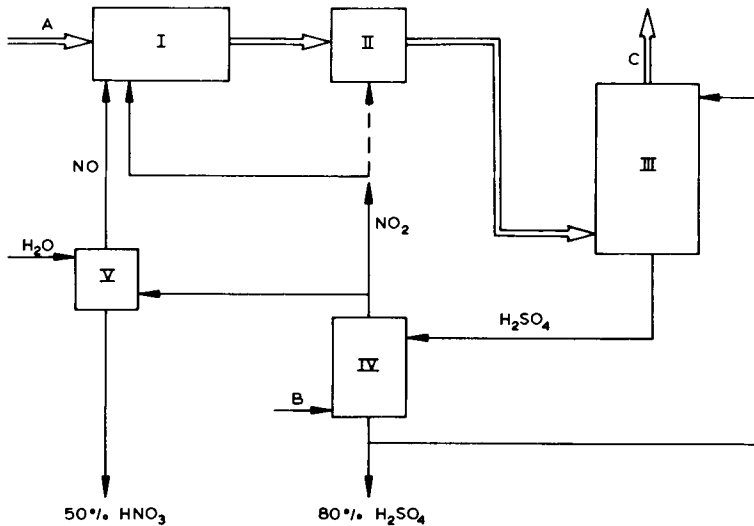 A
I
II
C
III
NO
NO₂
H₂O
V
H₂SO₄
IV
B
50% HNO₃
80% H₂SO₄